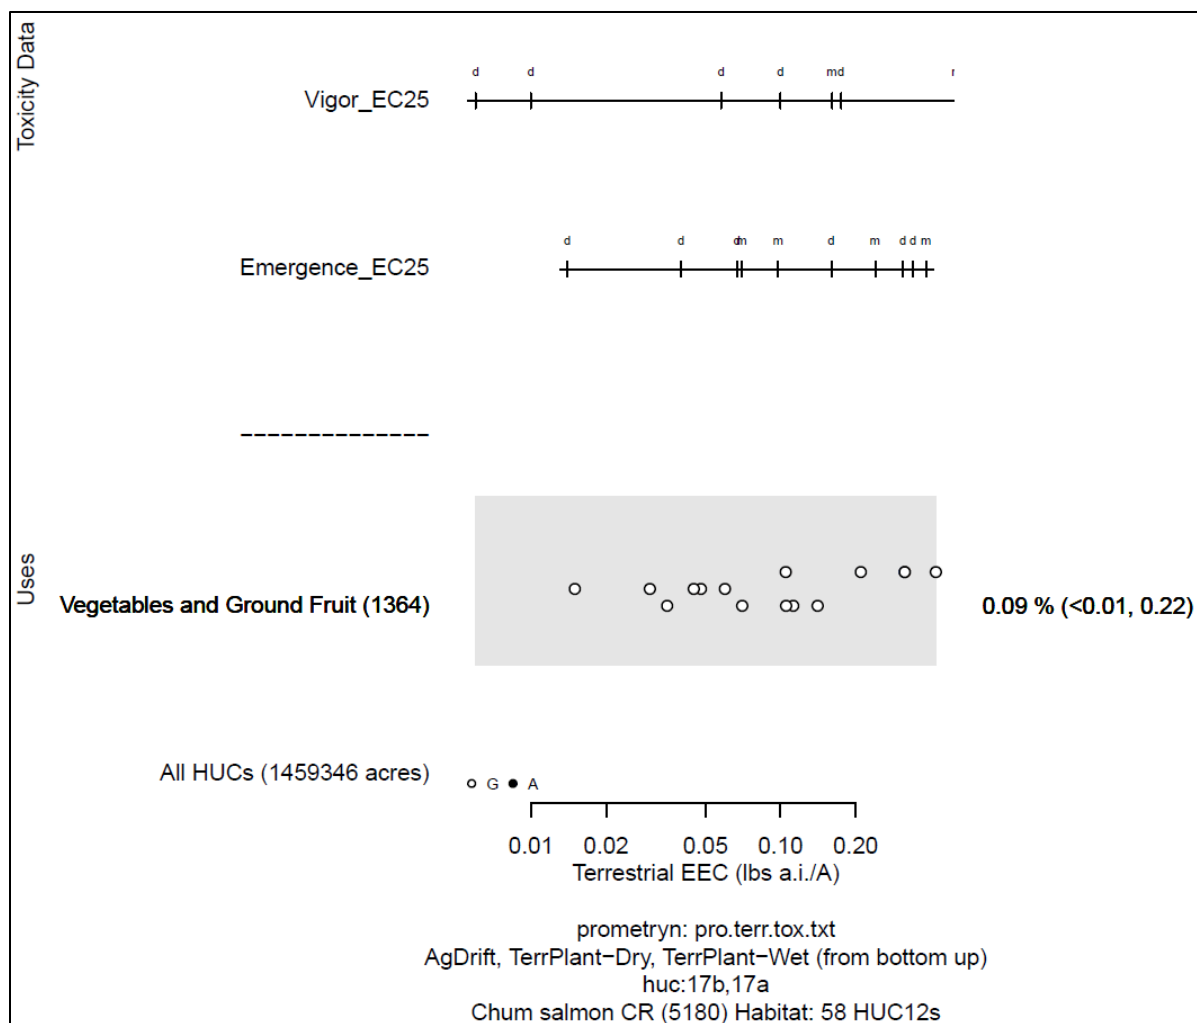 Toxicity Data
d d d d m d
Vigor_EC25
d d d m m d m d d m
Emergence_EC25
--------------
Uses
Vegetables and Ground Fruit (1364)
0.09 % (<0.01, 0.22)
All HUCs (1459346 acres)
G A
0.01 0.02 0.05 0.10 0.20
Terrestrial EEC (lbs a.i./A)
prometryn: pro.terr.tox.txt
AgDrift, TerrPlant−Dry, TerrPlant−Wet (from bottom up)
huc:17b,17a
Chum salmon CR (5180) Habitat: 58 HUC12s